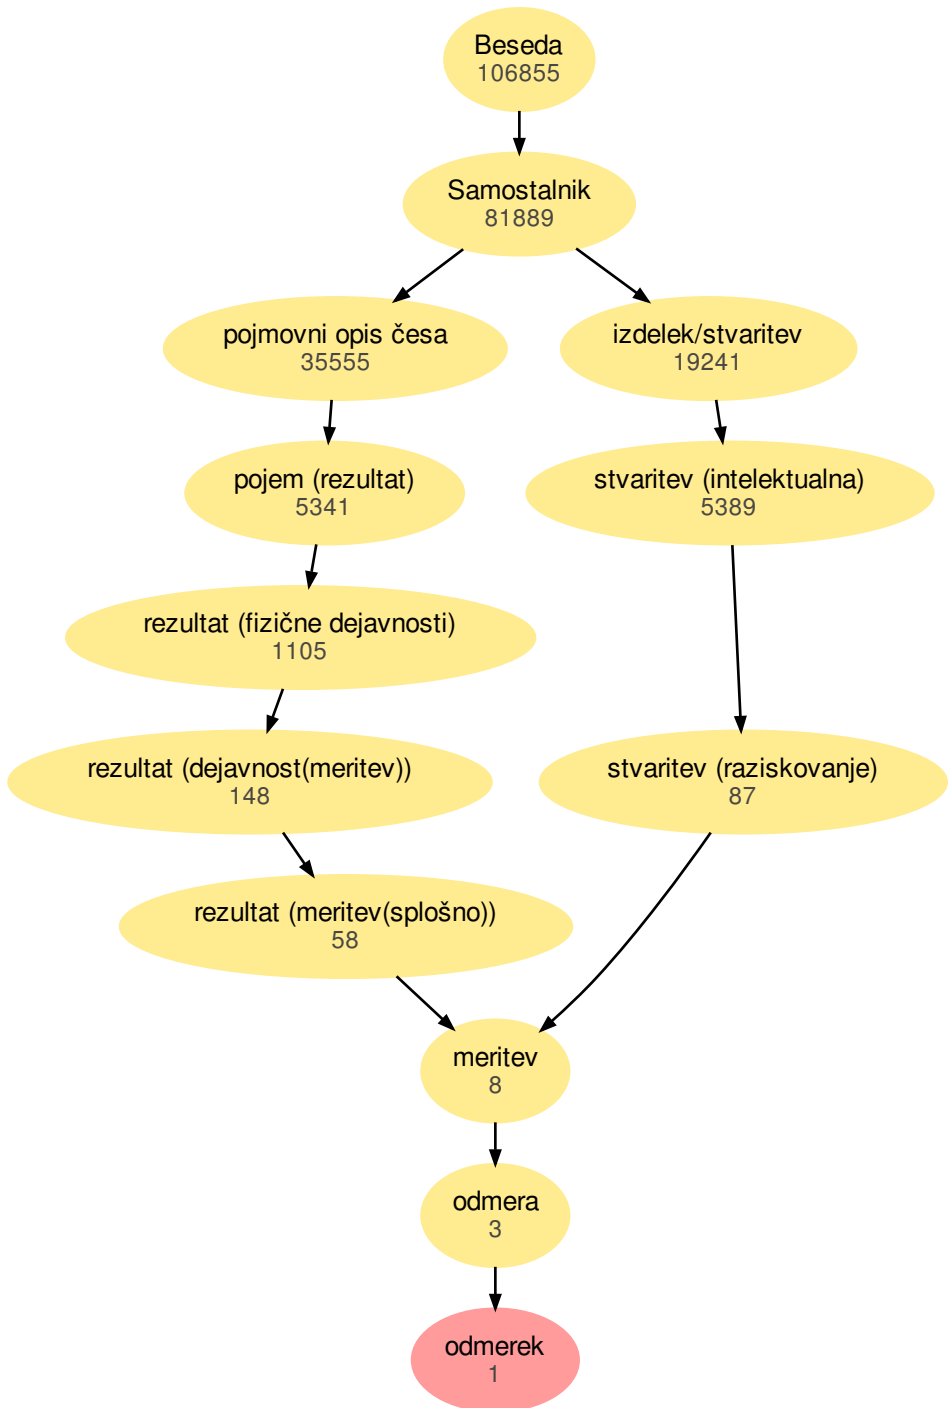 Beseda
106855
Samostalnik
81889
pojmovni opis česa
35555
izdelek/stvaritev
19241
pojem (rezultat)
5341
stvaritev (intelektualna)
5389
rezultat (fizične dejavnosti)
1105
rezultat (dejavnost(meritev))
148
stvaritev (raziskovanje)
87
rezultat (meritev(splošno))
58
meritev
8
odmera
3
odmerek
1